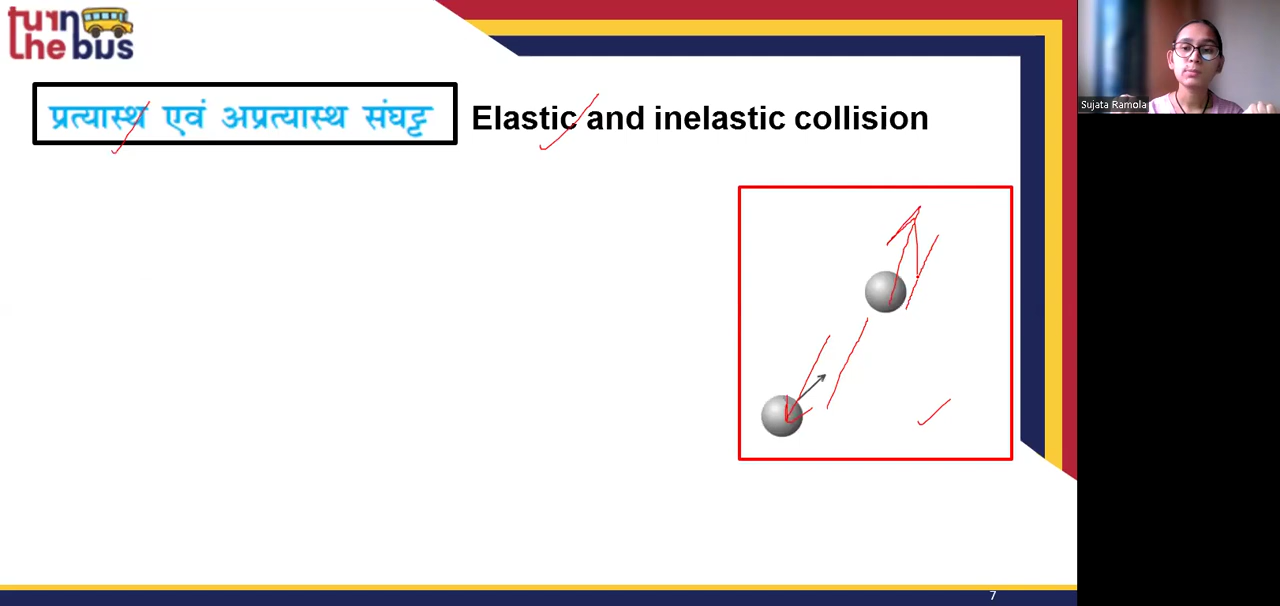 turn
the bus
प्रत्यास्थ एवं अप्रत्यास्थ संघट्ट
Elastic and inelastic collision
Sujata Ramola
7